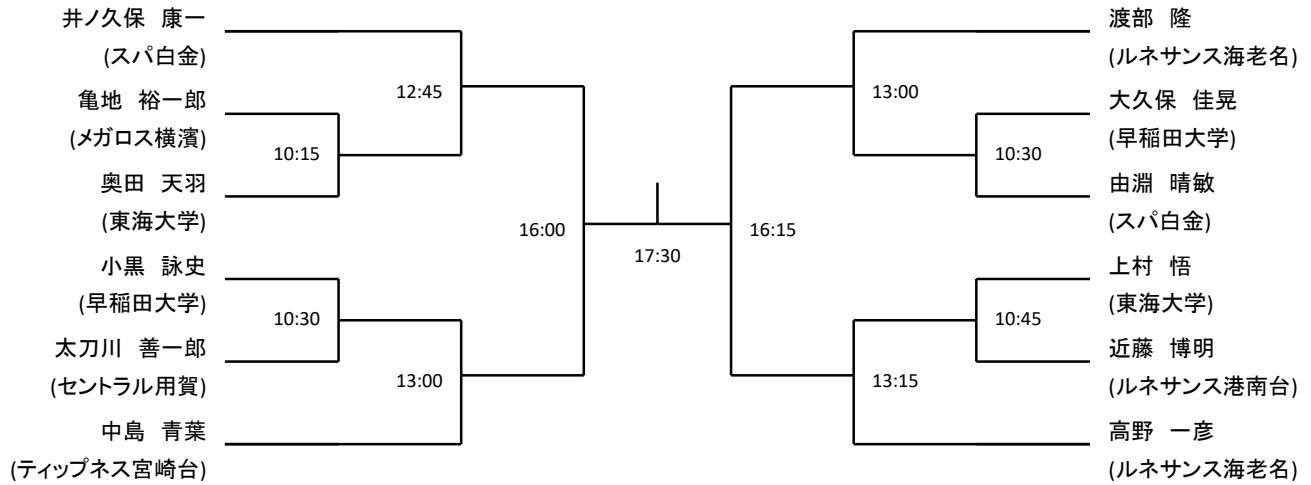 井ノ久保 康一
(スパ白金)
12:45
亀地 裕一郎
(メガロス横濱)
10:15
奥田 天羽
(東海大学)
16:00
小黒 詠史
(早稲田大学)
10:30
太刀川 善一郎
(セントラル用賀)
13:00
中島 青葉
(ティップネス宮崎台)
17:30
渡部 隆
(ルネサンス海老名)
13:00
大久保 佳晃
(早稲田大学)
10:30
由淵 晴敏
(スパ白金)
16:15
上村 悟
(東海大学)
10:45
近藤 博明
(ルネサンス港南台)
13:15
高野 一彦
(ルネサンス海老名)